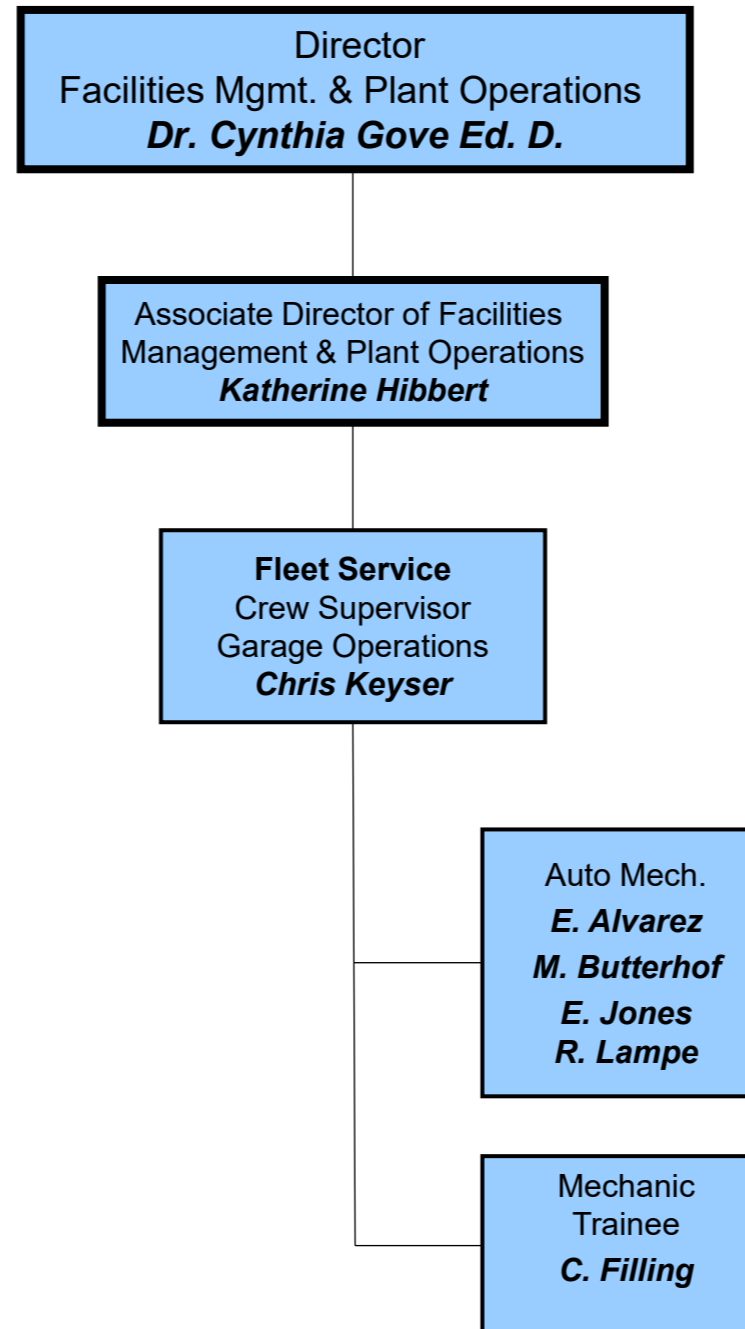 Director
Facilities Mgmt. & Plant Operations
Dr. Cynthia Gove Ed. D.
Associate Director of Facilities
Management & Plant Operations
Katherine Hibbert
Fleet Service
Crew Supervisor
Garage Operations
Chris Keyser
Auto Mech.
E. Alvarez
M. Butterhof
E. Jones
R. Lampe
Mechanic
Trainee
C. Filling